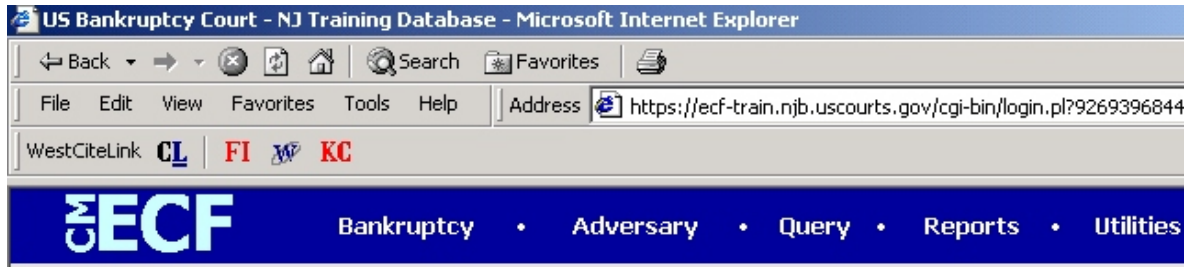 US Bankruptcy Court - NJ Training Database - Microsoft Internet Explorer
Back Search Favorites
File Edit View Favorites Tools Help Address https://ecf-train.njb.uscourts.gov/cgi-bin/login.pl?9269396844
WestCiteLink CL FI W KC
CM ECF Bankruptcy • Adversary • Query • Reports • Utilities